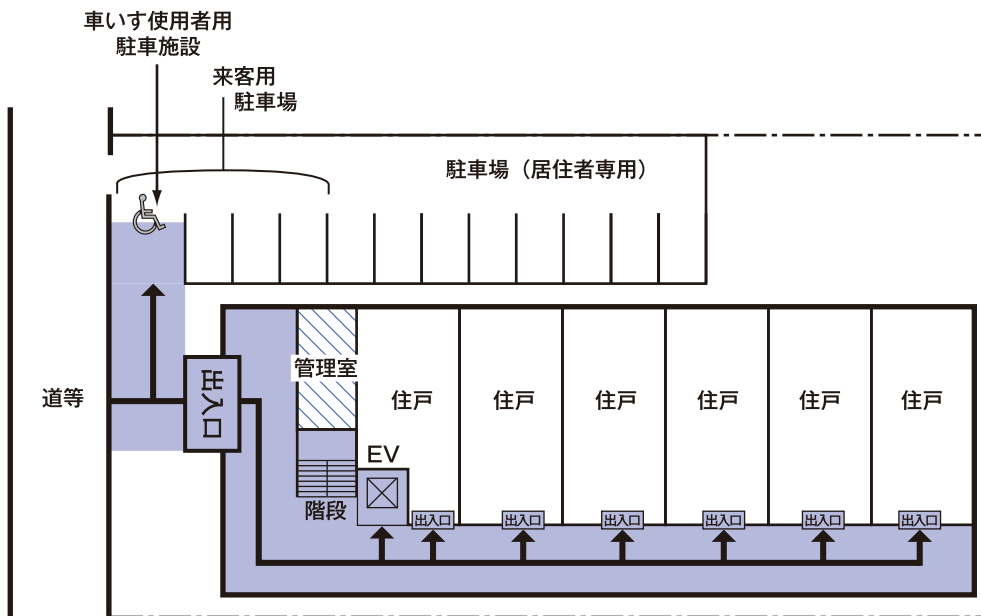 車いす使用者用
駐車施設
来客用
駐車場
駐車場（居住者専用）
道等
出入口
管理室
住戸
住戸
住戸
住戸
住戸
住戸
EV
階段
出入口
出入口
出入口
出入口
出入口
出入口